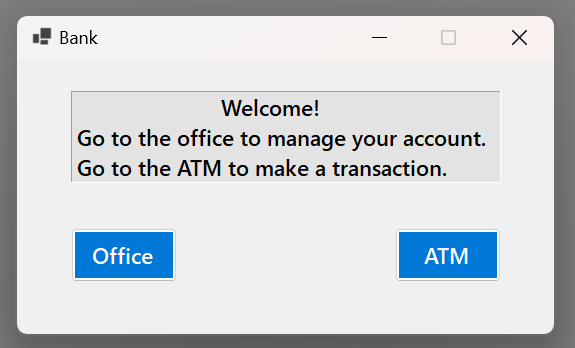 Bank
Welcome!
Go to the office to manage your account.
Go to the ATM to make a transaction.
Office
ATM